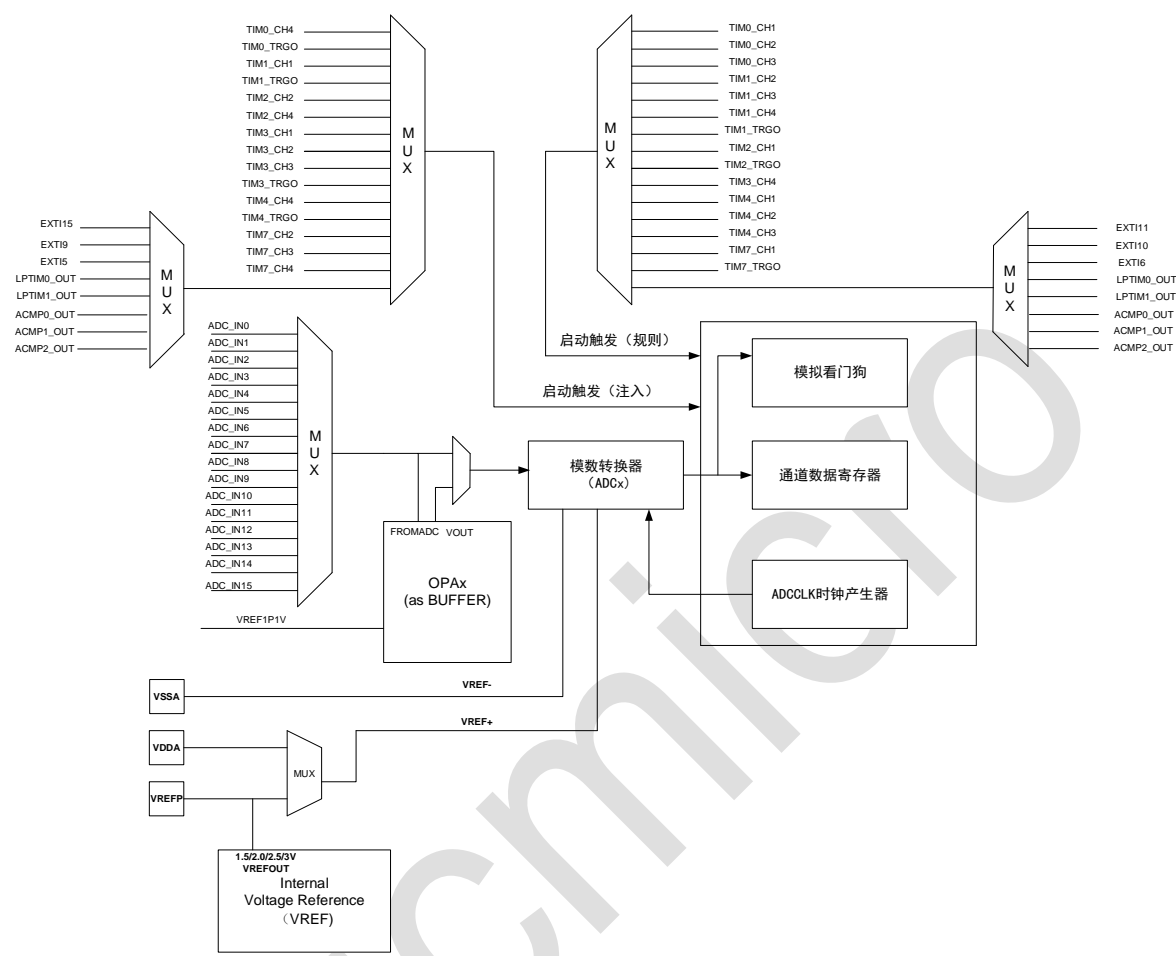 TIM0_CH4
TIM0_TRGO
TIM1_CH1
TIM1_TRGO
TIM2_CH2
TIM2_CH4
TIM3_CH1
TIM3_CH2
TIM3_CH3
TIM3_TRGO
TIM4_CH4
TIM4_TRGO
TIM7_CH2
TIM7_CH3
TIM7_CH4
MUX
TIM0_CH1
TIM0_CH2
TIM0_CH3
TIM1_CH2
TIM1_CH3
TIM1_CH4
TIM1_TRGO
TIM2_CH1
TIM2_TRGO
TIM3_CH4
TIM4_CH1
TIM4_CH2
TIM4_CH3
TIM7_CH1
TIM7_TRGO
MUX
EXTI15
EXTI9
EXTI5
LPTIM0_OUT
LPTIM1_OUT
ACMP0_OUT
ACMP1_OUT
ACMP2_OUT
MUX
EXTI11
EXTI10
EXTI6
LPTIM0_OUT
LPTIM1_OUT
ACMP0_OUT
ACMP1_OUT
ACMP2_OUT
MUX
ADC_IN0
ADC_IN1
ADC_IN2
ADC_IN3
ADC_IN4
ADC_IN5
ADC_IN6
ADC_IN7
ADC_IN8
ADC_IN9
ADC_IN10
ADC_IN11
ADC_IN12
ADC_IN13
ADC_IN14
ADC_IN15
MUX
启动触发（规则）
启动触发（注入）
模拟看门狗
模数转换器
（ADCx）
通道数据寄存器
ADCCLK时钟产生器
FROMADC VOUT
OPAx
(as BUFFER)
VREF1P1V
VSSA
VREF-
VREF+
VDDA
VREFP
MUX
1.5/2.0/2.5/3V
VREFOUT
Internal
Voltage Reference
（VREF）
cmicro